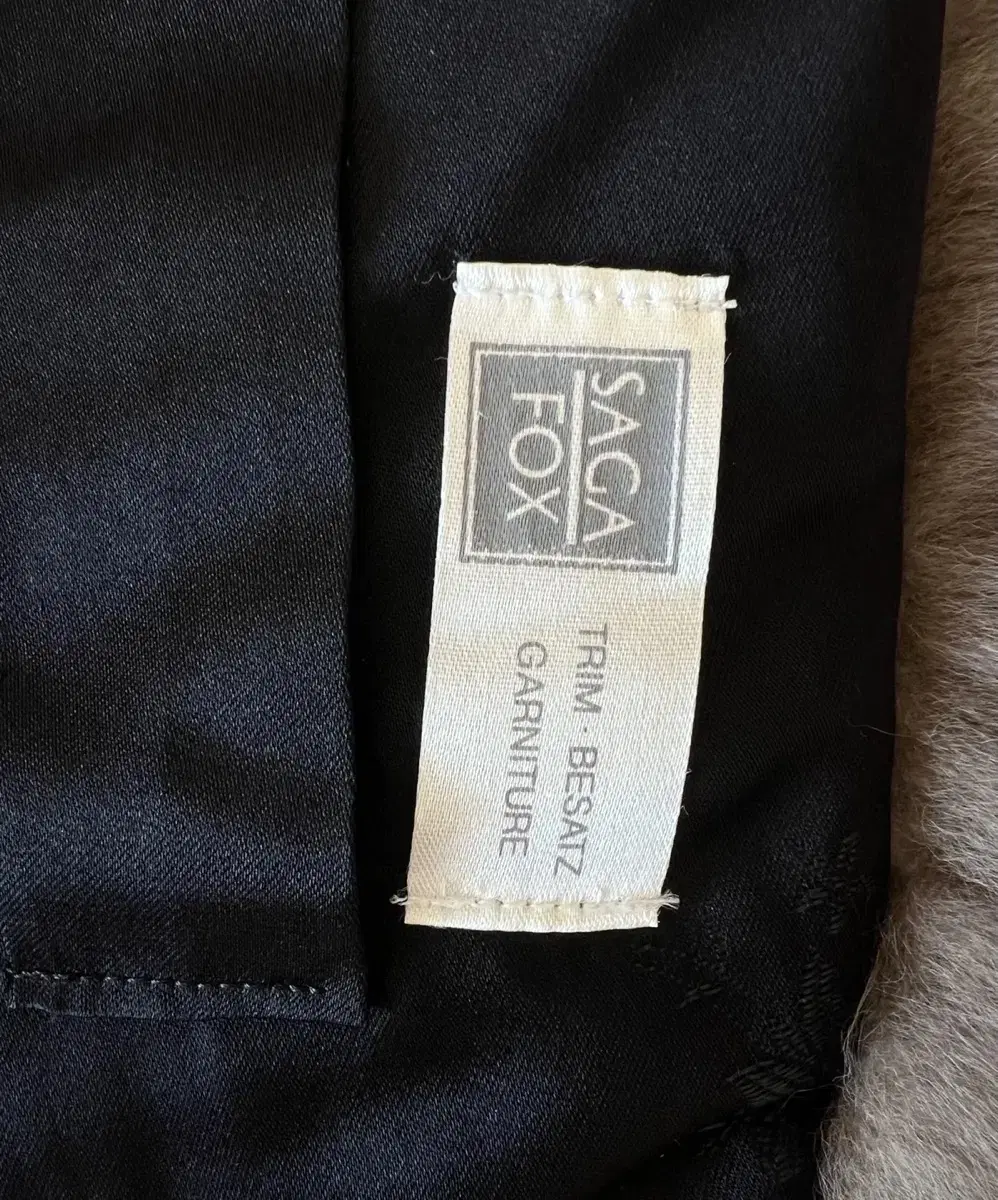 SAGA
FOX
TRIM · BESATZ
GARNITURE